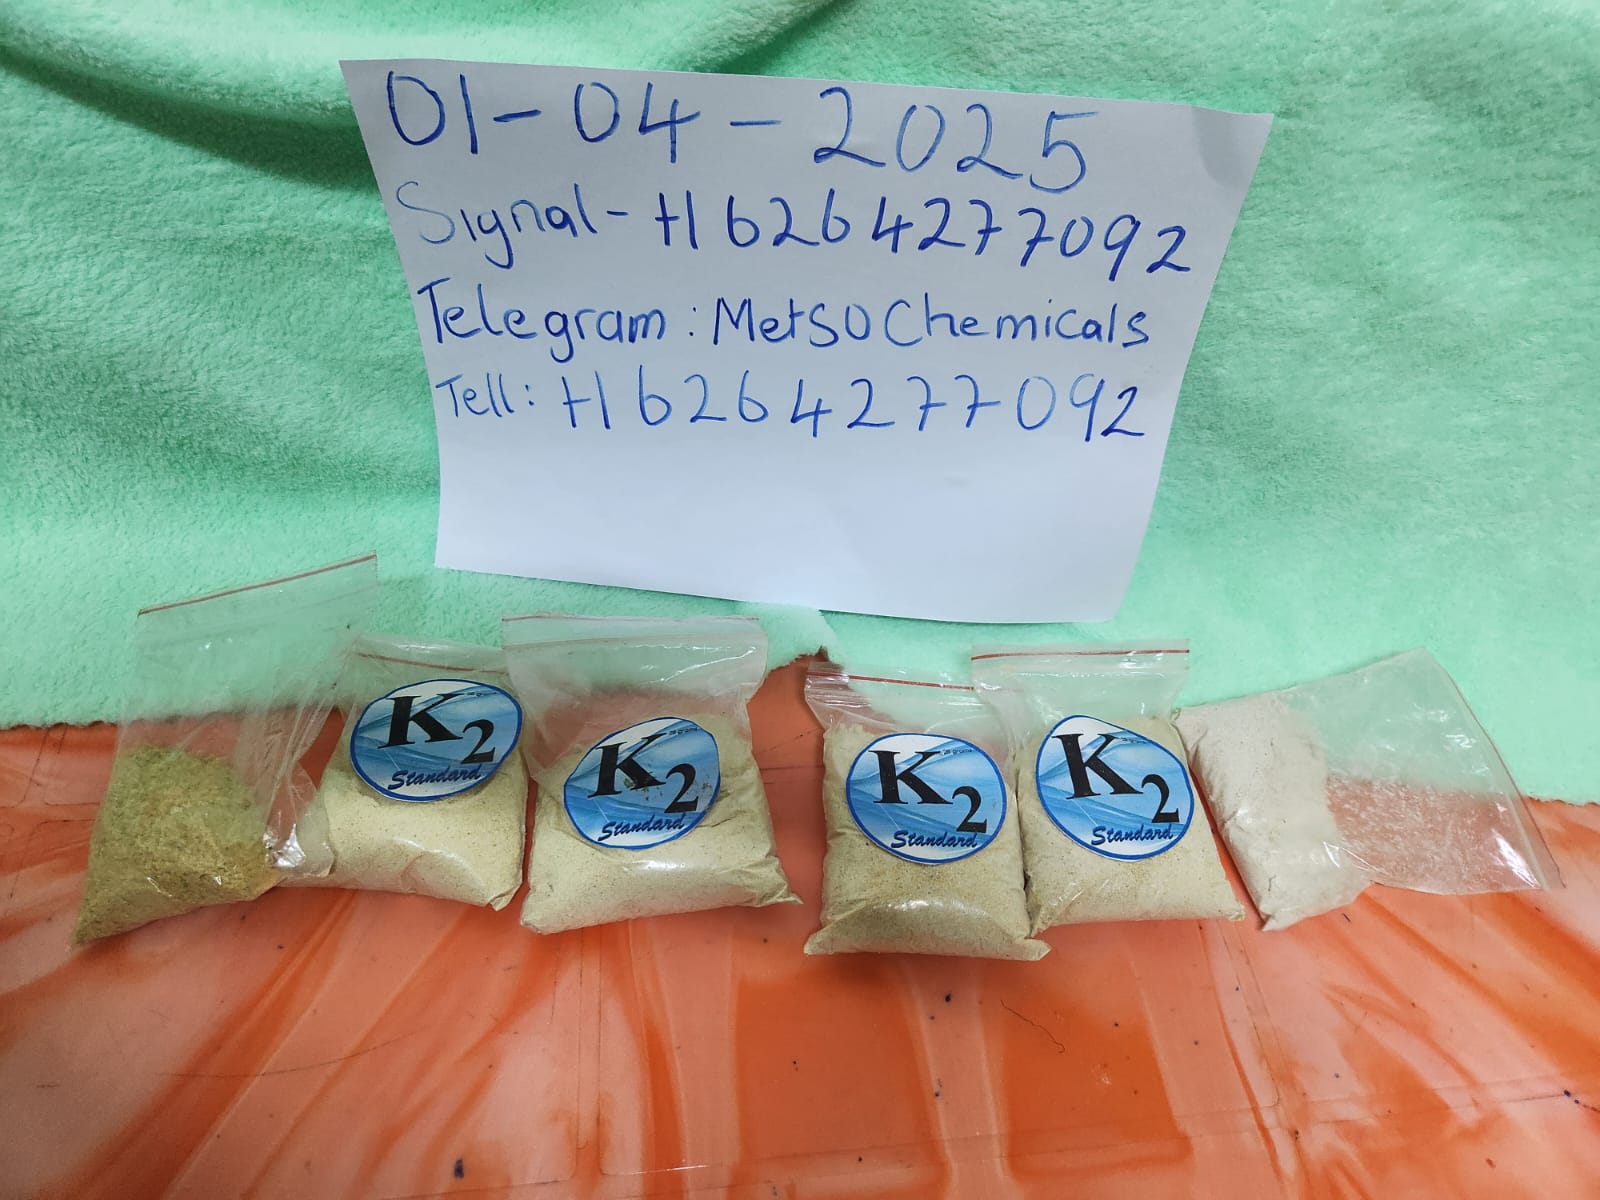 01-04-2025
Signal-+16264277092
Telegram: MetsoChemicals
Tell: +16264277092
K2
Standard
K2
Standard
K2
Standard
K2
Standard